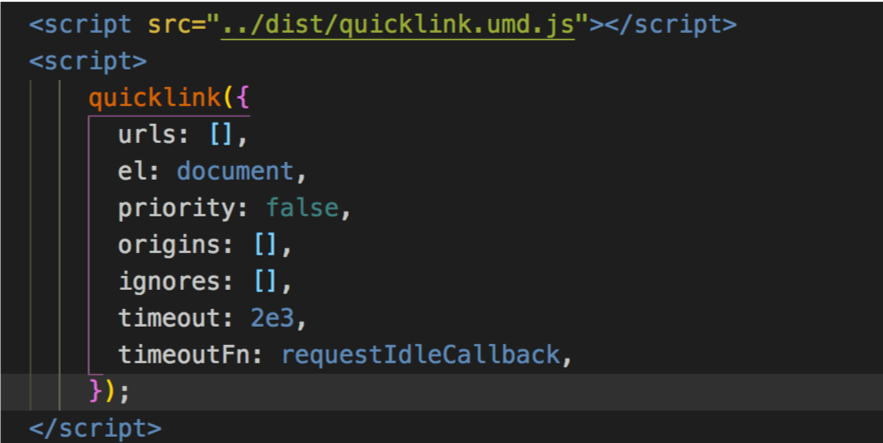 <script src="../dist/quicklink.umd.js"></script>
<script>
quicklink({
urls: [],
el: document,
priority: false,
origins: [],
ignores: [],
timeout: 2e3,
timeoutFn: requestIdleCallback,
});
</script>